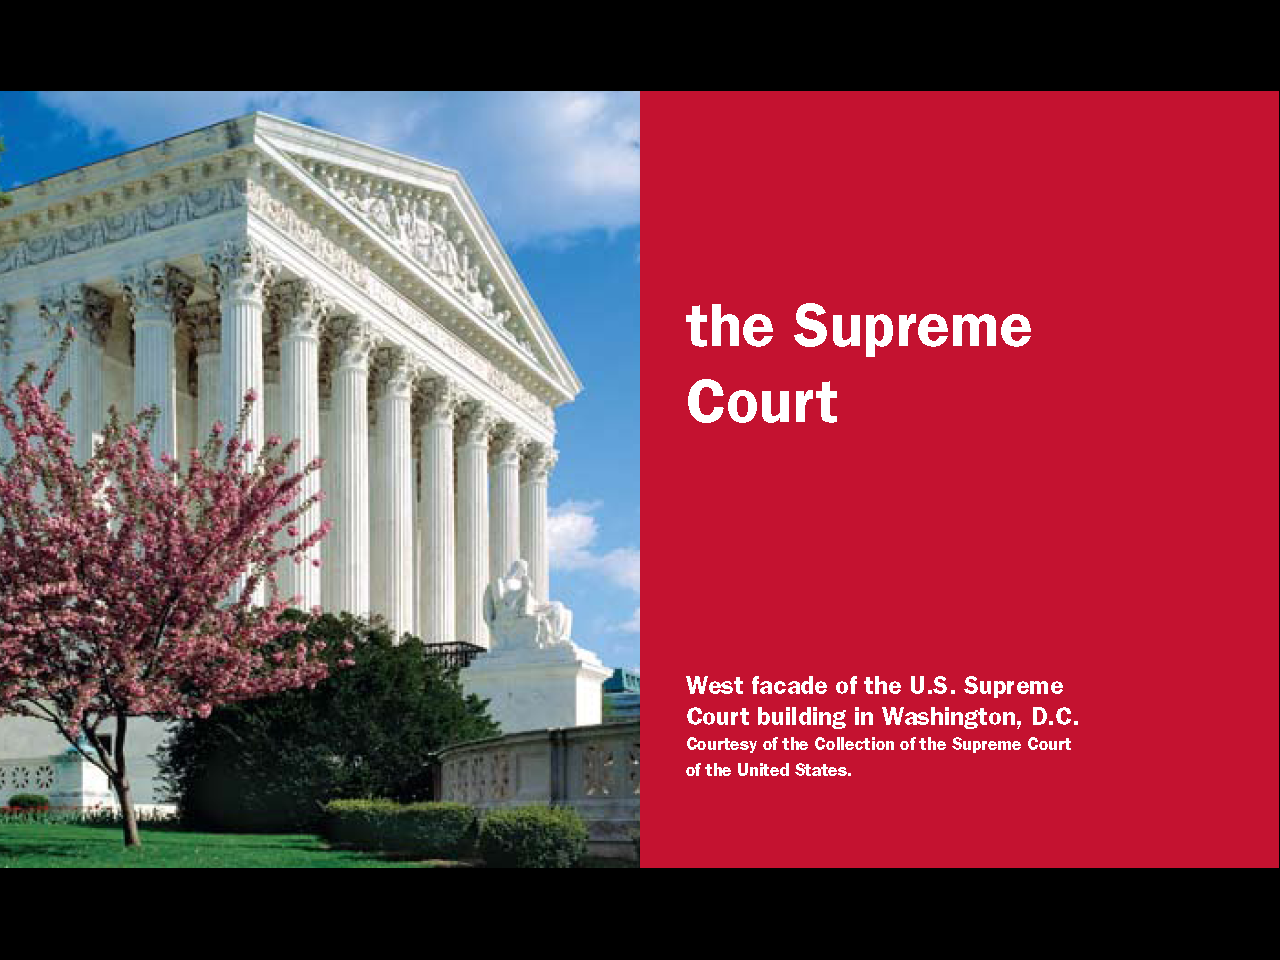 the Supreme
Court
West facade of the U.S. Supreme
Court building in Washington, D.C.
Courtesy of the Collection of the Supreme Court
of the United States.